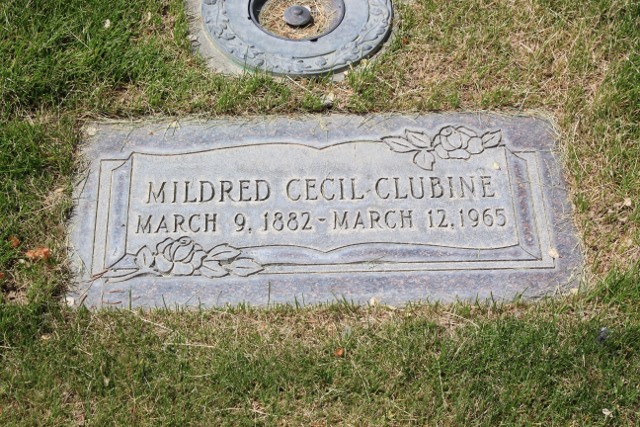 MILDRED CECIL CLUBINE
MARCH 9, 1882 - MARCH 12, 1965